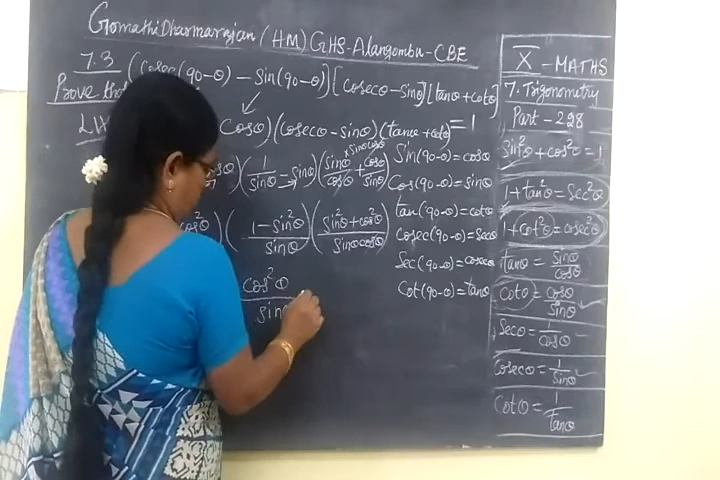 Gomathi Dharmarajan (HM) GHS-Alangombu-CBE
7.3 (Cosec(90-θ) - Sin(90-θ)) [Cosecθ-Sinθ] [tanθ+cotθ]
Prove that
= 1
Cosθ) (cosecθ-sinθ) (tanθ+cotθ)
) (1/Sinθ - Sinθ) (Sinθ/Cosθ + Cosθ/Sinθ) × Sinθcosθ
cos²θ ) ( 1-Sin²θ / Sinθ ) ( Sin²θ+cos²θ / Sinθcosθ )
cos²θ
Sin
Sin(90-θ)=cosθ
Cos(90-θ)=Sinθ
tan(90-θ)=cotθ
Cosec(90-θ)=Secθ
Sec(90-θ)=cosecθ
Cot(90-θ)=tanθ
X - MATHS
7. Trigonometry
Part - 228
Sin²θ+cos²θ=1
1+tan²θ=Sec²θ
1+cot²θ=cosec²θ
tanθ = Sinθ/cosθ
Cotθ = cosθ/Sinθ
Secθ = 1/cosθ
Cosecθ = 1/Sinθ
Cotθ = 1/Tanθ